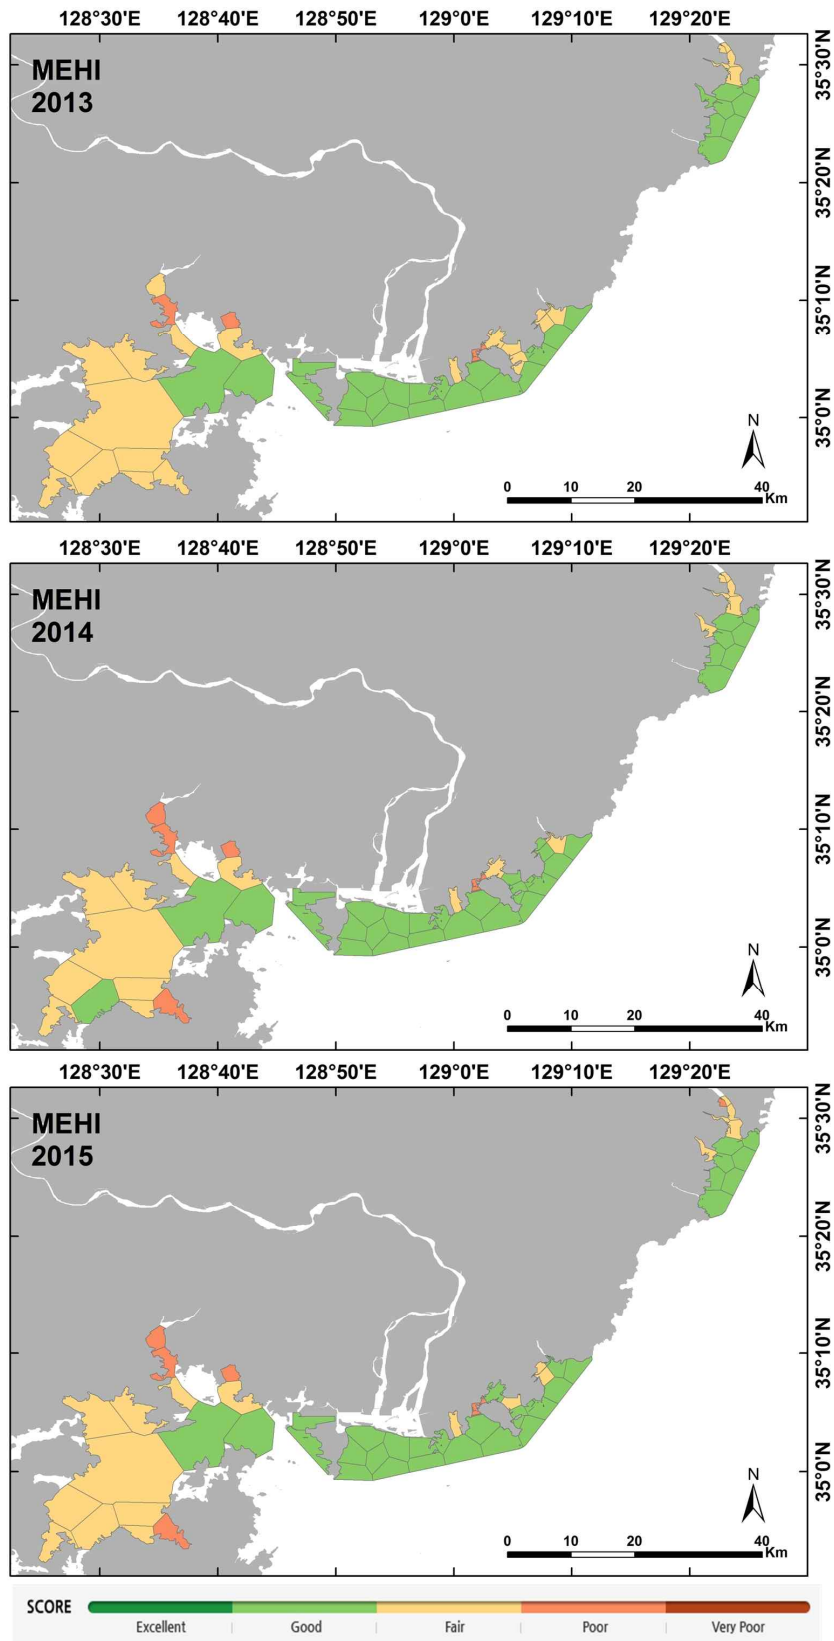 128°30'E 128°40'E 128°50'E 129°0'E 129°10'E 129°20'E
MEHI
2013
35°30'N
35°20'N
35°10'N
35°0'N
N
0 10 20 40
Km
128°30'E 128°40'E 128°50'E 129°0'E 129°10'E 129°20'E
MEHI
2014
35°30'N
35°20'N
35°10'N
35°0'N
N
0 10 20 40
Km
128°30'E 128°40'E 128°50'E 129°0'E 129°10'E 129°20'E
MEHI
2015
35°30'N
35°20'N
35°10'N
35°0'N
N
0 10 20 40
Km
SCORE
Excellent Good Fair Poor Very Poor